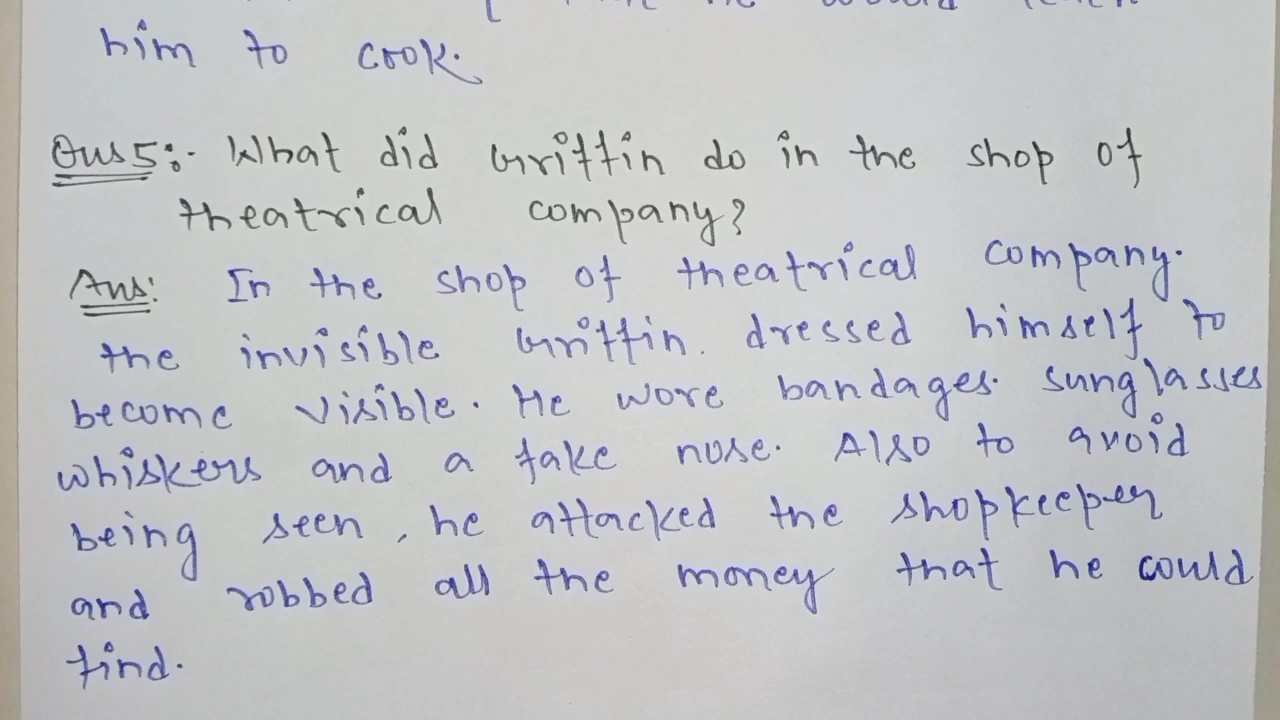 him to cook.
Qus 5:- What did Griffin do in the shop of
theatrical company?
Ans: In the shop of theatrical company.
the invisible Griffin. dressed himself to
become visible. He wore bandages. sunglasses
whiskers and a fake nose. Also to avoid
being seen, he attacked the shopkeeper
and robbed all the money that he could
find.